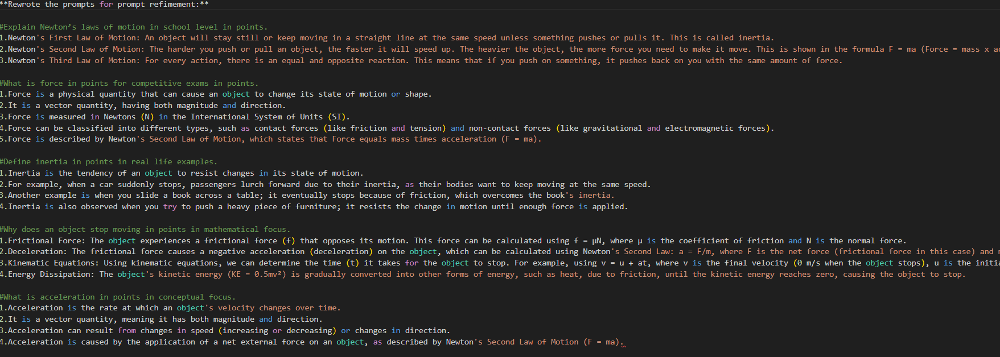 **Rewrote the prompts for prompt refimement:**
#Explain Newton’s laws of motion in school level in points.
1.Newton's First Law of Motion: An object will stay still or keep moving in a straight line at the same speed unless something pushes or pulls it. This is called inertia.
2.Newton's Second Law of Motion: The harder you push or pull an object, the faster it will speed up. The heavier the object, the more force you need to make it move. This is shown in the formula F = ma (Force = mass x
3.Newton's Third Law of Motion: For every action, there is an equal and opposite reaction. This means that if you push on something, it pushes back on you with the same amount of force.
#What is force in points for competitive exams in points.
1.Force is a physical quantity that can cause an object to change its state of motion or shape.
2.It is a vector quantity, having both magnitude and direction.
3.Force is measured in Newtons (N) in the International System of Units (SI).
4.Force can be classified into different types, such as contact forces (like friction and tension) and non-contact forces (like gravitational and electromagnetic forces).
5.Force is described by Newton's Second Law of Motion, which states that Force equals mass times acceleration (F = ma).
#Define inertia in points in real life examples.
1.Inertia is the tendency of an object to resist changes in its state of motion.
2.For example, when a car suddenly stops, passengers lurch forward due to their inertia, as their bodies want to keep moving at the same speed.
3.Another example is when you slide a book across a table; it eventually stops because of friction, which overcomes the book's inertia.
4.Inertia is also observed when you try to push a heavy piece of furniture; it resists the change in motion until enough force is applied.
#Why does an object stop moving in points in mathematical focus.
1.Frictional Force: The object experiences a frictional force (f) that opposes its motion. This force can be calculated using f = μN, where μ is the coefficient of friction and N is the normal force.
2.Deceleration: The frictional force causes a negative acceleration (deceleration) on the object, which can be calculated using Newton's Second Law: a = F/m, where F is the net force (frictional force in this case) and
3.Kinematic Equations: Using kinematic equations, we can determine the time (t) it takes for the object to stop. For example, using v = u + at, where v is the final velocity (0 m/s when the object stops), u is the
4.Energy Dissipation: The object's kinetic energy (KE = 0.5mv²) is gradually converted into other forms of energy, such as heat, due to friction, until the kinetic energy reaches zero, causing the object to stop.
#What is acceleration in points in conceptual focus.
1.Acceleration is the rate at which an object's velocity changes over time.
2.It is a vector quantity, meaning it has both magnitude and direction.
3.Acceleration can result from changes in speed (increasing or decreasing) or changes in direction.
4.Acceleration is caused by the application of a net external force on an object, as described by Newton's Second Law of Motion (F = ma).